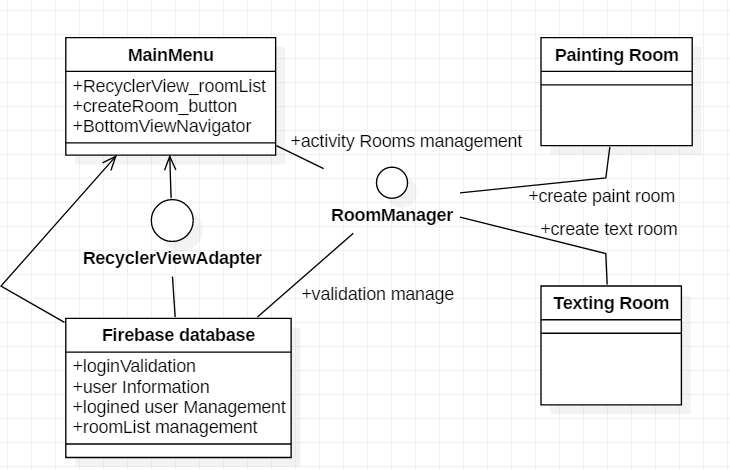 MainMenu
+RecyclerView_roomList
+createRoom_button
+BottomViewNavigator
Painting Room
+activity Rooms management
RoomManager
+create paint room
+create text room
RecyclerViewAdapter
+validation manage
Texting Room
Firebase database
+loginValidation
+user Information
+logined user Management
+roomList management